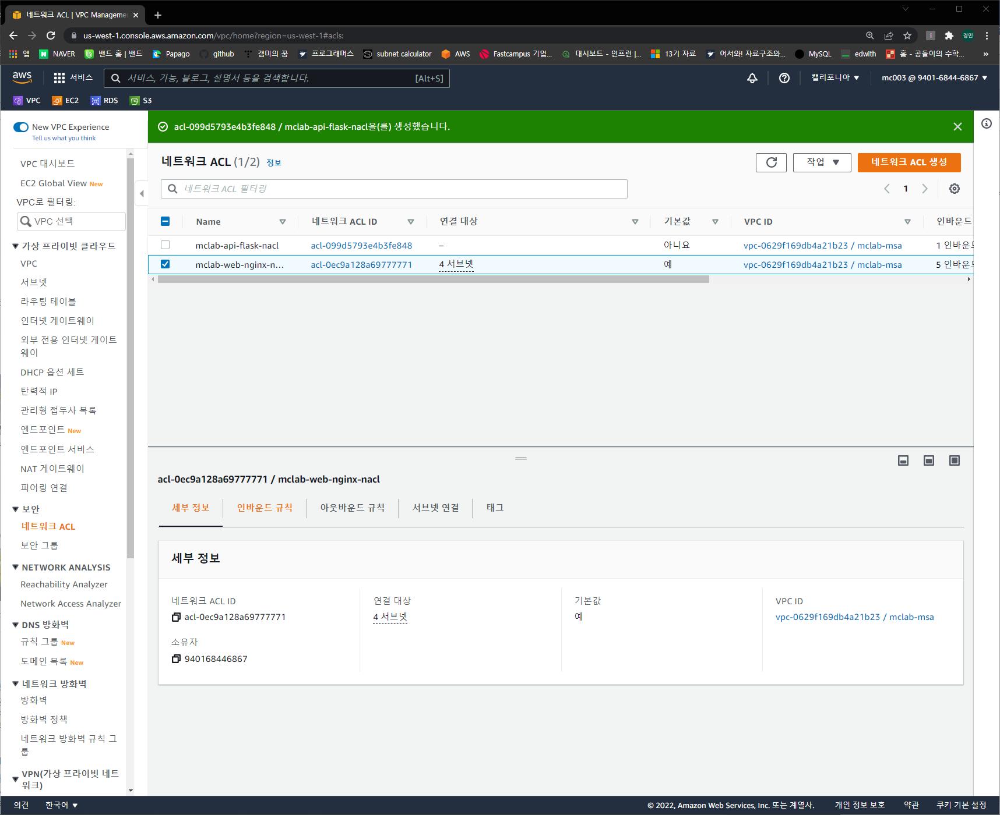 네트워크 ACL | VPC Manageme
us-west-1.console.aws.amazon.com/vpc/home?region=us-west-1#acls:
경민
앱 NAVER 밴드 홈 | 밴드 Papago github 캠미의 꿈 프로그래머스 subnet calculator AWS Fastcampus 기업... 대시보드 - 인프런 |... 13기 자료 어서와! 자료구조와... MySQL edwith 홈 - 공돌이의 수학... »
aws 서비스 서비스, 기능, 블로그, 설명서 등을 검색합니다. [Alt+S] 캘리포니아 mc003 @ 9401-6844-6867
VPC EC2 RDS S3
New VPC Experience
Tell us what you think
VPC 대시보드
EC2 Global View New
VPC로 필터링:
VPC 선택
가상 프라이빗 클라우드
VPC
서브넷
라우팅 테이블
인터넷 게이트웨이
외부 전용 인터넷 게이트
웨이
DHCP 옵션 세트
탄력적 IP
관리형 접두사 목록
엔드포인트 New
엔드포인트 서비스
NAT 게이트웨이
피어링 연결
보안
네트워크 ACL
보안 그룹
NETWORK ANALYSIS
Reachability Analyzer
Network Access Analyzer
DNS 방화벽
규칙 그룹 New
도메인 목록 New
네트워크 방화벽
방화벽
방화벽 정책
네트워크 방화벽 규칙 그
룹
VPN(가상 프라이빗 네트
워크)
acl-099d5793e4b3fe848 / mclab-api-flask-nacl을(를) 생성했습니다.
네트워크 ACL (1/2) 정보
작업
네트워크 ACL 생성
네트워크 ACL 필터링
1
Name 네트워크 ACL ID 연결 대상 기본값 VPC ID 인바운드
mclab-api-flask-nacl acl-099d5793e4b3fe848 – 아니요 vpc-0629f169db4a21b23 / mclab-msa 1 인바운드
mclab-web-nginx-n... acl-0ec9a128a69777771 4 서브넷 예 vpc-0629f169db4a21b23 / mclab-msa 5 인바운드
acl-0ec9a128a69777771 / mclab-web-nginx-nacl
세부 정보 인바운드 규칙 아웃바운드 규칙 서브넷 연결 태그
세부 정보
네트워크 ACL ID
acl-0ec9a128a69777771
연결 대상
4 서브넷
기본값
예
VPC ID
vpc-0629f169db4a21b23 / mclab-msa
소유자
940168446867
의견 한국어 © 2022, Amazon Web Services, Inc. 또는 계열사. 개인 정보 보호 약관 쿠키 기본 설정